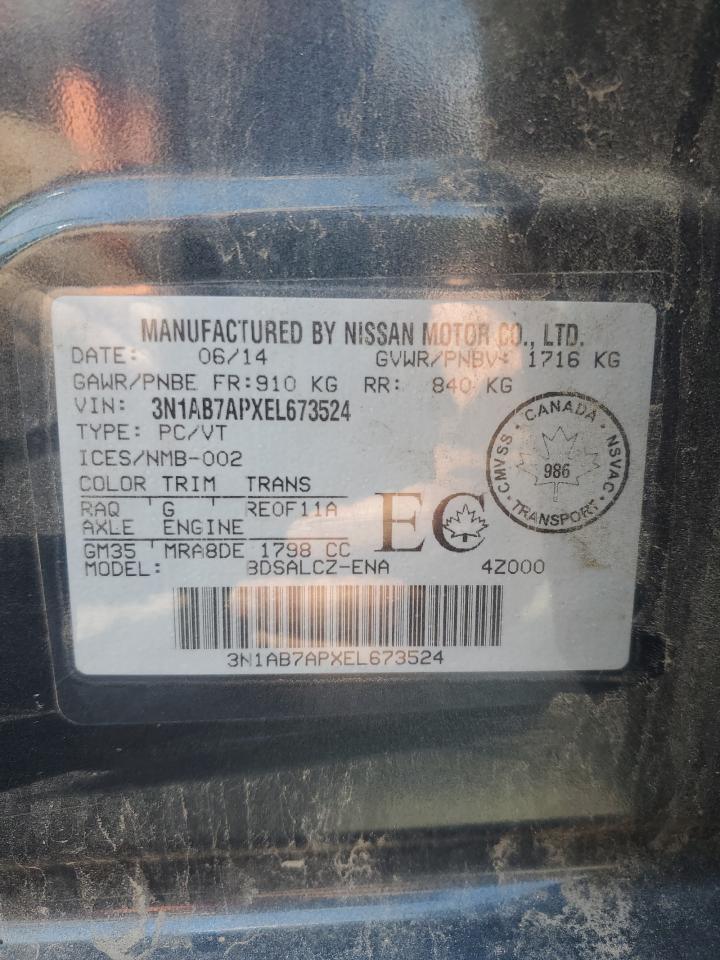 MANUFACTURED BY NISSAN MOTOR CO., LTD.
DATE: 06/14 GVWR/PNBV: 1716 KG
GAWR/PNBE FR:910 KG RR: 840 KG
VIN: 3N1AB7APXEL673524
TYPE: PC/VT
ICES/NMB-002
COLOR TRIM TRANS
RAQ G RE0F11A
AXLE ENGINE
GM35 MRA8DE 1798 CC
MODEL: BDSALCZ-ENA 4Z000
EC
CANADA
CMVSS 986 NSVAC
TRANSPORT
3N1AB7APXEL673524